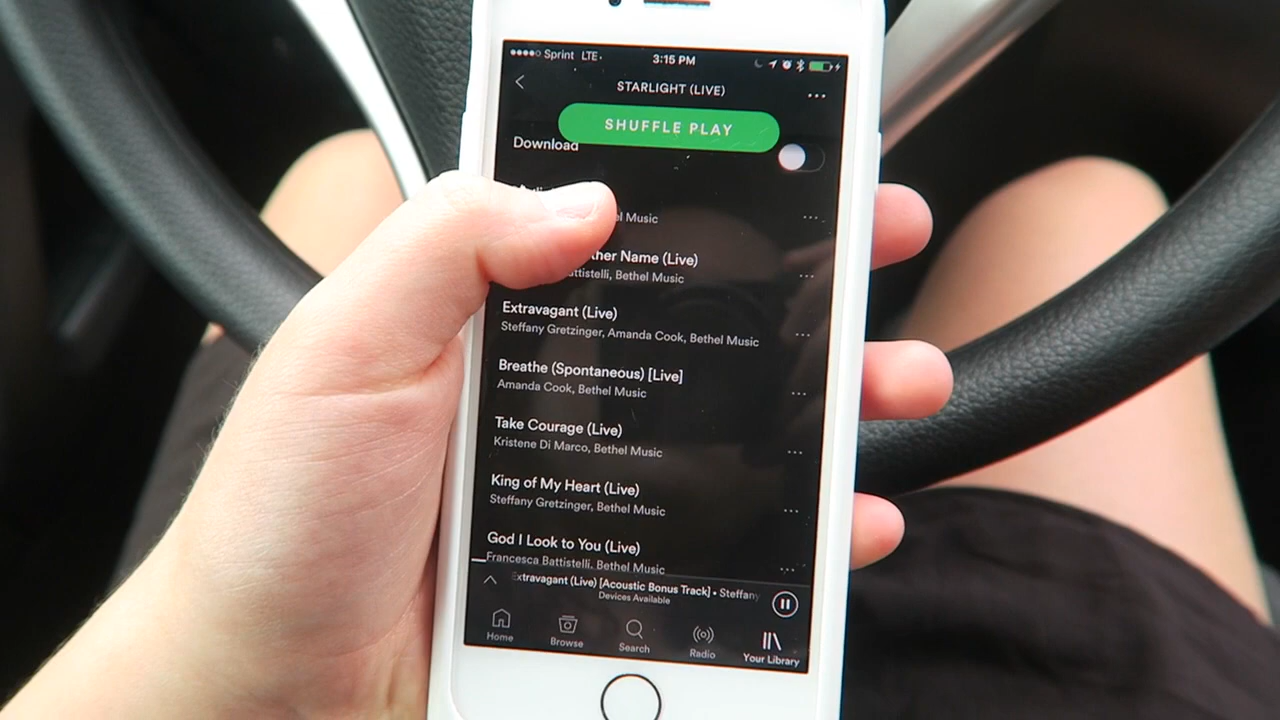 Sprint LTE 3:15 PM
STARLIGHT (LIVE)
SHUFFLE PLAY
Download
Music
Name (Live)
Bethel Music
Extravagant (Live)
Steffany Gretzinger, Amanda Cook, Bethel Music
Breathe (Spontaneous) [Live]
Amanda Cook, Bethel Music
Take Courage (Live)
Kristene Di Marco, Bethel Music
King of My Heart (Live)
Steffany Gretzinger, Bethel Music
God I Look to You (Live)
Francesca Battistelli, Bethel Music
Extravagant (Live) [Acoustic Bonus Track] • Steffany
Devices Available
Home Browse Search Radio Your Library